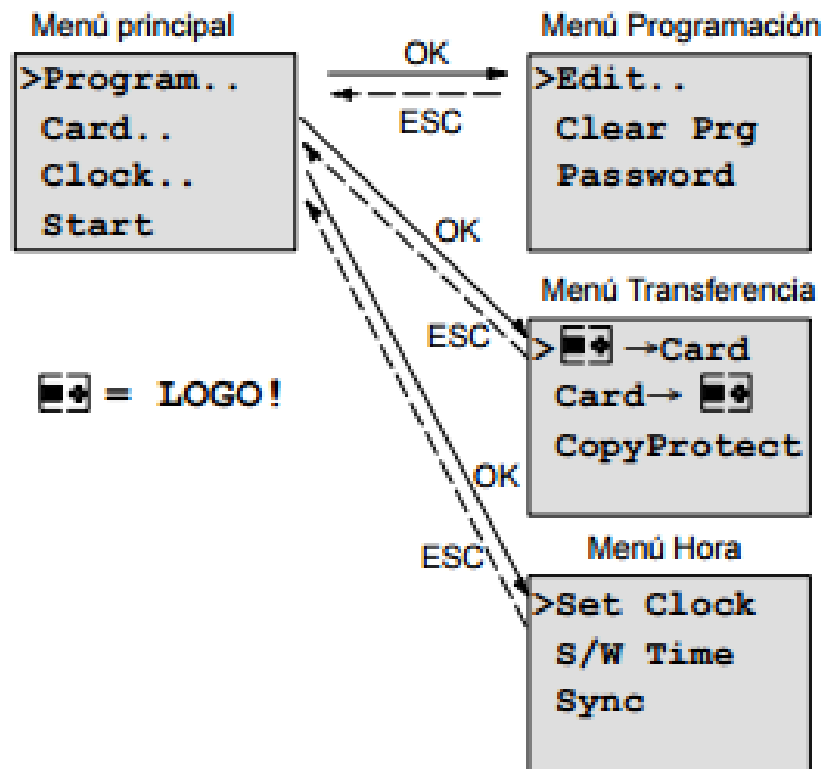 Menú principal
>Program..
Card..
Clock..
Start
OK
ESC
Menú Programación
>Edit..
Clear Prg
Password
OK
ESC
Menú Transferencia
> →Card
Card→
CopyProtect
= LOGO!
OK
ESC
Menú Hora
>Set Clock
S/W Time
Sync